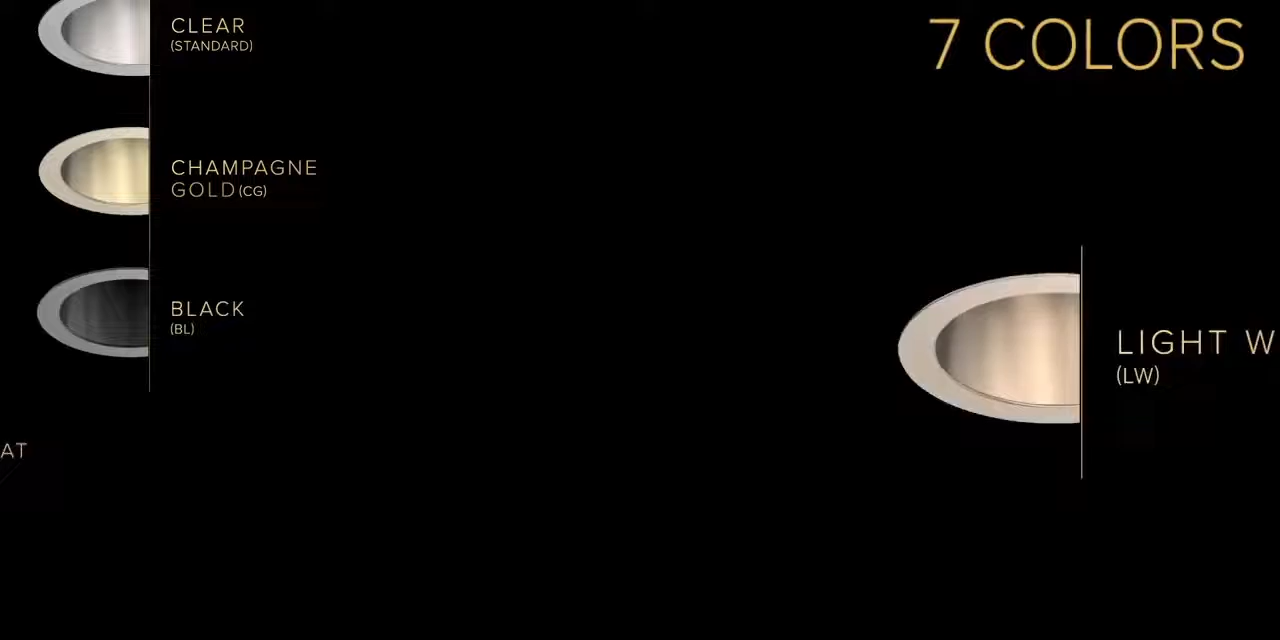 CLEAR
(STANDARD)
CHAMPAGNE
GOLD (CG)
BLACK
(BL)
AT
7 COLORS
LIGHT W
(LW)